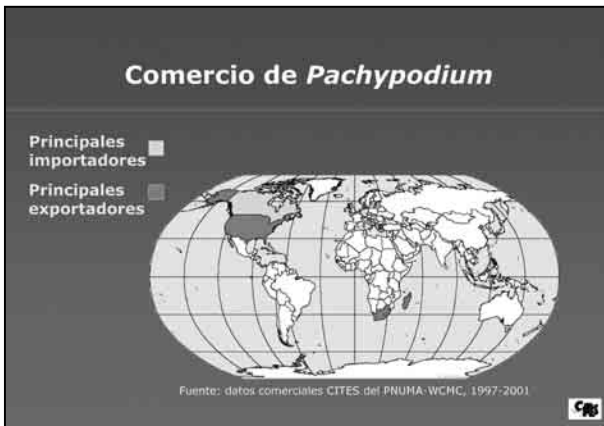 Comercio de Pachypodium
Principales
importadores
Principales
exportadores
Fuente: datos comerciales CITES del PNUMA-WCMC, 1997-2001